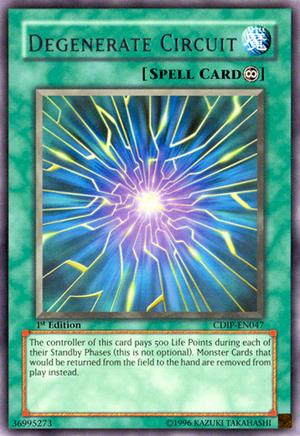 DEGENERATE CIRCUIT
魔
[SPELL CARD∞]
1st Edition
CDIP-EN047
The controller of this card pays 500 Life Points during each of
their Standby Phases (this is not optional). Monster Cards that
would be returned from the field to the hand are removed from
play instead.
36995273
©1996 KAZUKI TAKAHASHI